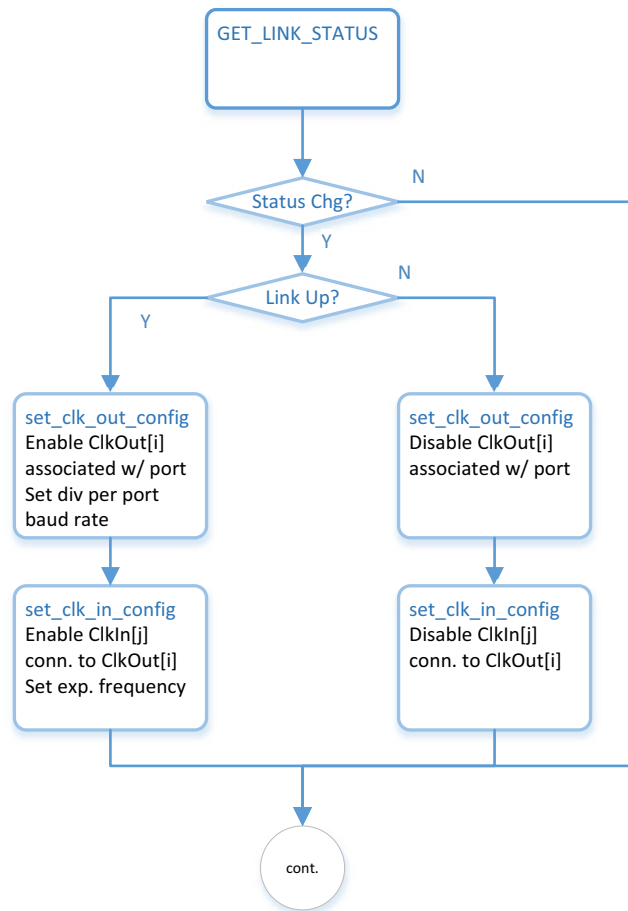 GET_LINK_STATUS
Status Chg?
N
Y
Link Up?
N
Y
set_clk_out_config
Enable ClkOut[i]
associated w/ port
Set div per port
baud rate
set_clk_out_config
Disable ClkOut[i]
associated w/ port
set_clk_in_config
Enable ClkIn[j]
conn. to ClkOut[i]
Set exp. frequency
set_clk_in_config
Disable ClkIn[j]
conn. to ClkOut[i]
cont.